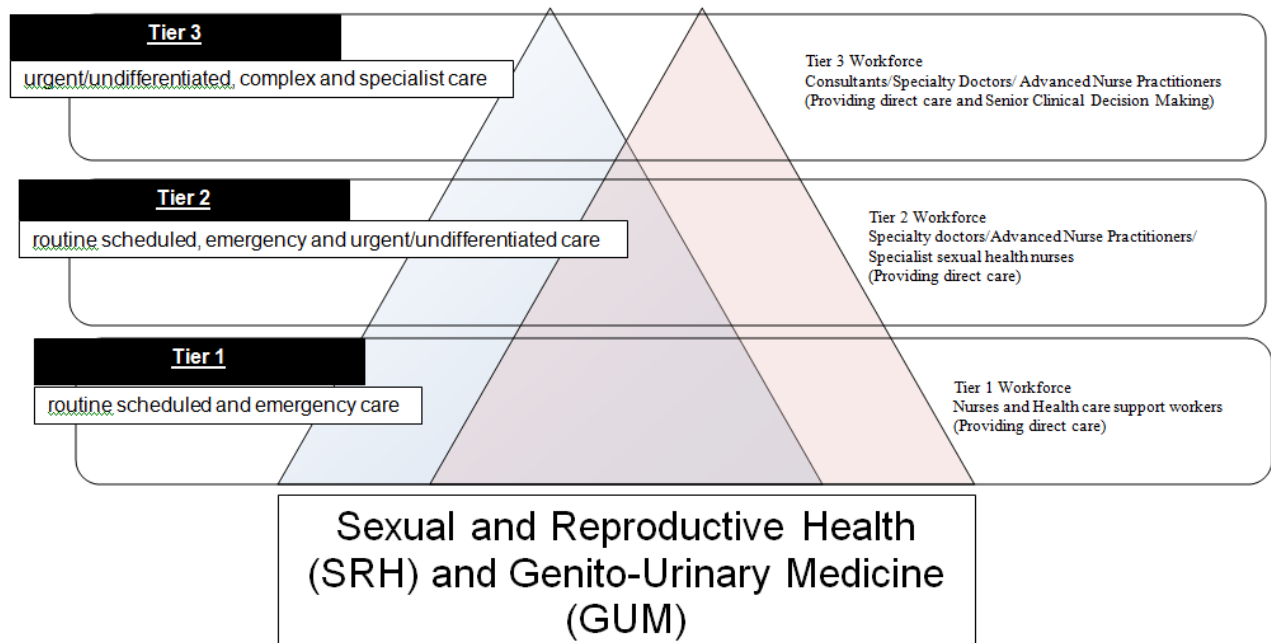 Tier 3
urgent/undifferentiated, complex and specialist care
Tier 3 Workforce
Consultants/Specialty Doctors/ Advanced Nurse Practitioners
(Providing direct care and Senior Clinical Decision Making)
Tier 2
routine scheduled, emergency and urgent/undifferentiated care
Tier 2 Workforce
Specialty doctors/Advanced Nurse Practitioners/
Specialist sexual health nurses
(Providing direct care)
Tier 1
routine scheduled and emergency care
Tier 1 Workforce
Nurses and Health care support workers
(Providing direct care)
Sexual and Reproductive Health
(SRH) and Genito-Urinary Medicine
(GUM)